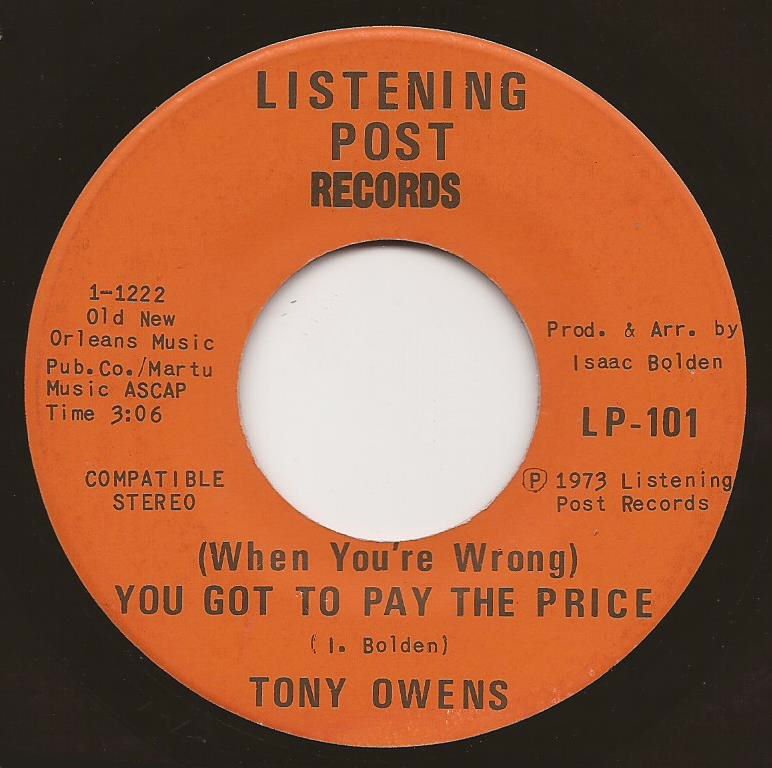 LISTENING
POST
RECORDS
1-1222
Old New
Orleans Music
Pub.Co./Martu
Music ASCAP
Time 3:06
COMPATIBLE
STEREO
Prod. & Arr. by
Isaac Bolden
LP-101
Ⓟ 1973 Listening
Post Records
(When You're Wrong)
YOU GOT TO PAY THE PRICE
(I. Bolden)
TONY OWENS